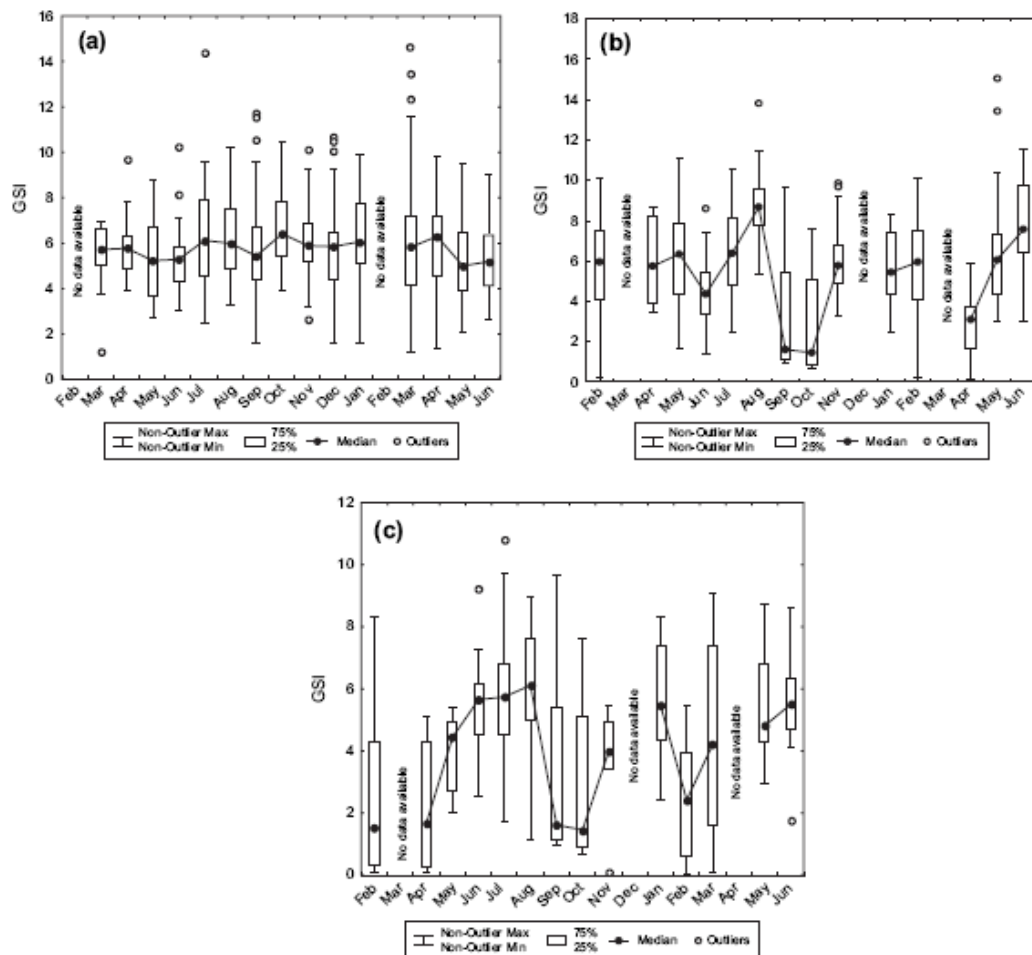 (a)
16
14
12
10
8
6
4
2
0
GSI
No data available
No data available
Feb Mar Apr May Jun Jul Aug Sep Oct Nov Dec Jan Feb Mar Apr May Jun
Non-Outlier Max 75% Median Outliers
Non-Outlier Min 25%
(b)
18
16
14
12
10
8
6
4
2
0
GSI
No data available
No data available
No data available
Feb Mar Apr May Jun Jul Aug Sep Oct Nov Dec Jan Feb Mar Apr May Jun
Non-Outlier Max 75% Median Outliers
Non-Outlier Min 25%
(c)
12
10
8
6
4
2
0
GSI
No data available
No data available
No data available
Feb Mar Apr May Jun Jul Aug Sep Oct Nov Dec Jan Feb Mar Apr May Jun
Non-Outlier Max 75% Median Outliers
Non-Outlier Min 25%